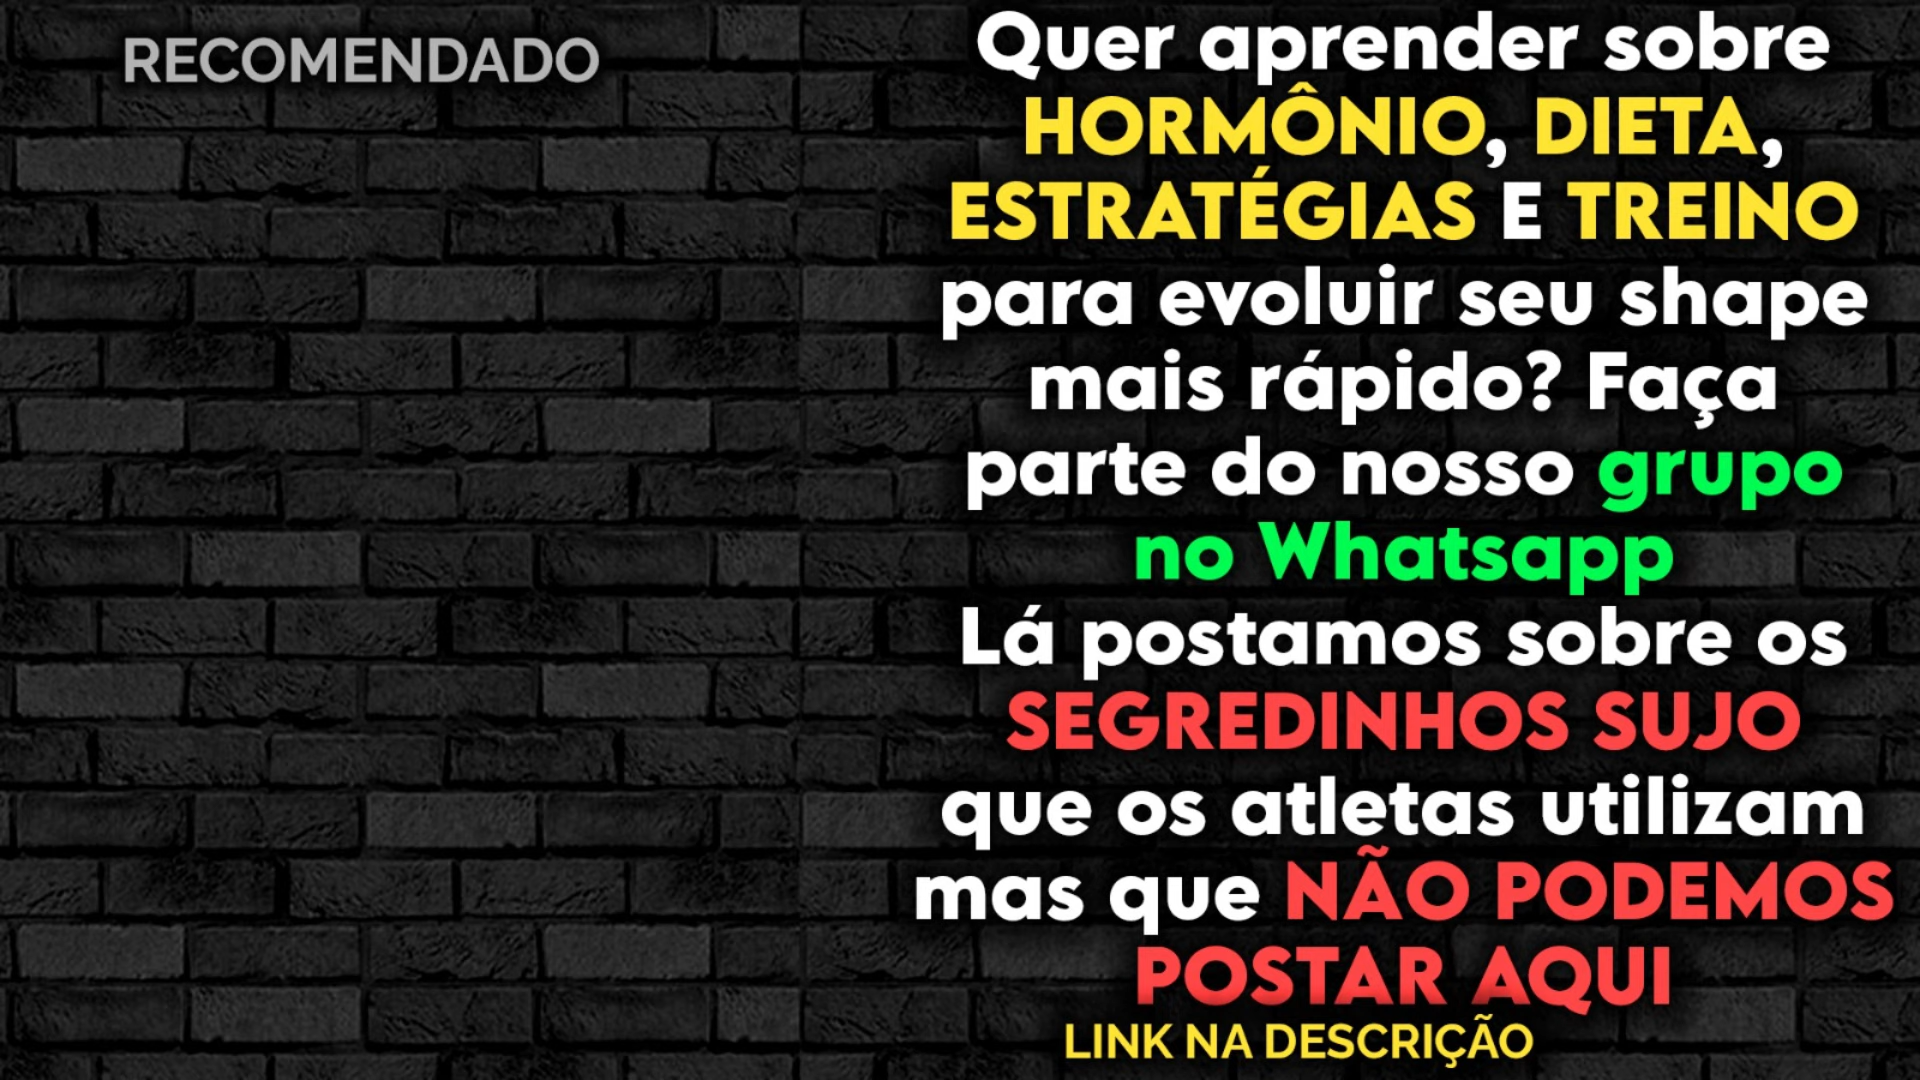 RECOMENDADO
Quer aprender sobre
HORMÔNIO, DIETA,
ESTRATÉGIAS E TREINO
para evoluir seu shape
mais rápido? Faça
parte do nosso grupo
no Whatsapp
Lá postamos sobre os
SEGREDINHOS SUJO
que os atletas utilizam
mas que NÃO PODEMOS
POSTAR AQUI
LINK NA DESCRIÇÃO